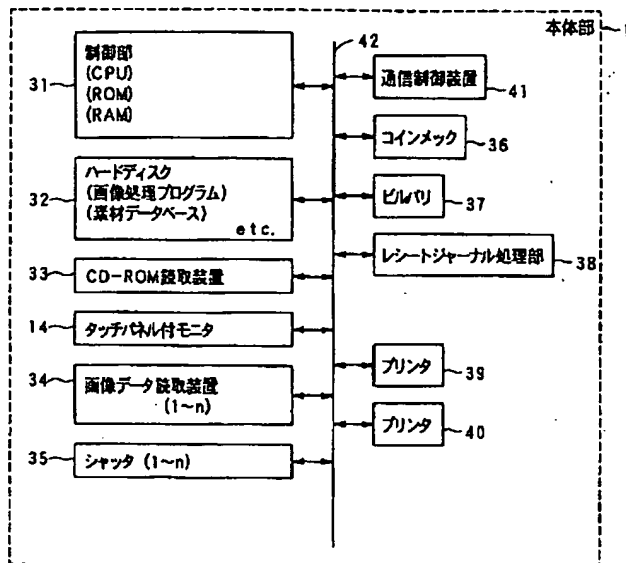 本体部
1
42
31
制御部
(CPU)
(ROM)
(RAM)
通信制御装置
41
コインメック
36
32
ハードディスク
(画像処理プログラム)
(素材データベース)
etc.
ビルバリ
37
レシートジャーナル処理部
38
33
CD-ROM読取装置
14
タッチパネル付モニタ
34
画像データ読取装置
(1~n)
プリンタ
39
プリンタ
40
35
シャッタ (1~n)